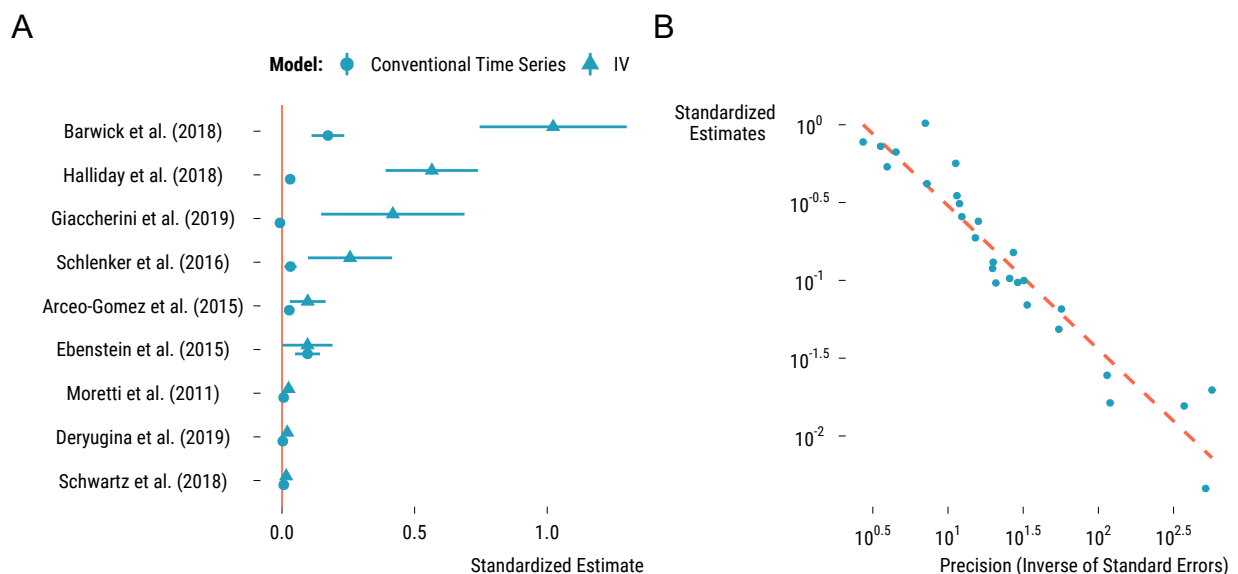 A
Model: Conventional Time Series IV
Barwick et al. (2018)
Halliday et al. (2018)
Giaccherini et al. (2019)
Schlenker et al. (2016)
Arceo-Gomez et al. (2015)
Ebenstein et al. (2015)
Moretti et al. (2011)
Deryugina et al. (2019)
Schwartz et al. (2018)
0.0 0.5 1.0
Standardized Estimate
B
Standardized
Estimates
10^0
10^-0.5
10^-1
10^-1.5
10^-2
10^0.5 10^1 10^1.5 10^2 10^2.5
Precision (Inverse of Standard Errors)